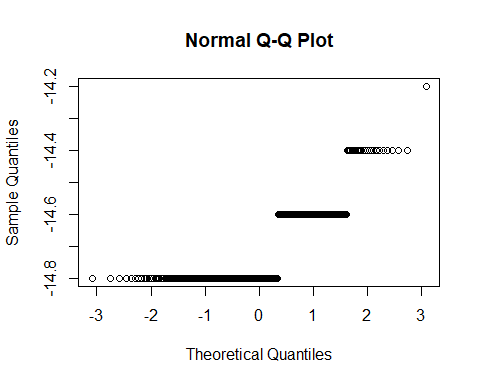 Normal Q-Q Plot
Sample Quantiles
-14.2
-14.4
-14.6
-14.8
-3 -2 -1 0 1 2 3
Theoretical Quantiles